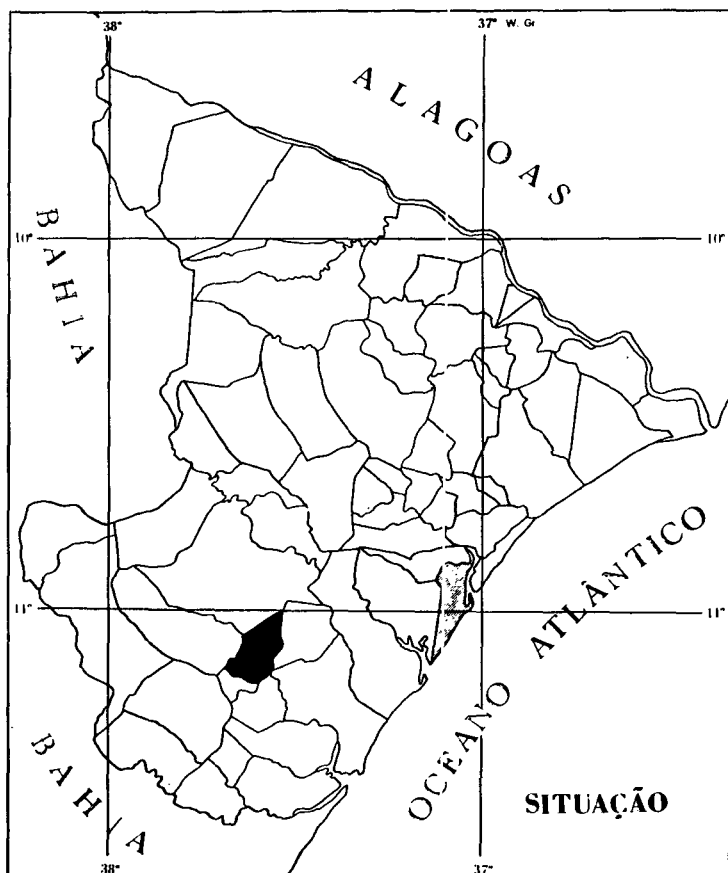 38° 37° W. Gr
ALAGOAS
BAHIA
10° 10°
11° 11°
OCEANO ATLÂNTICO
BAHIA
SITUAÇÃO
38° 37°